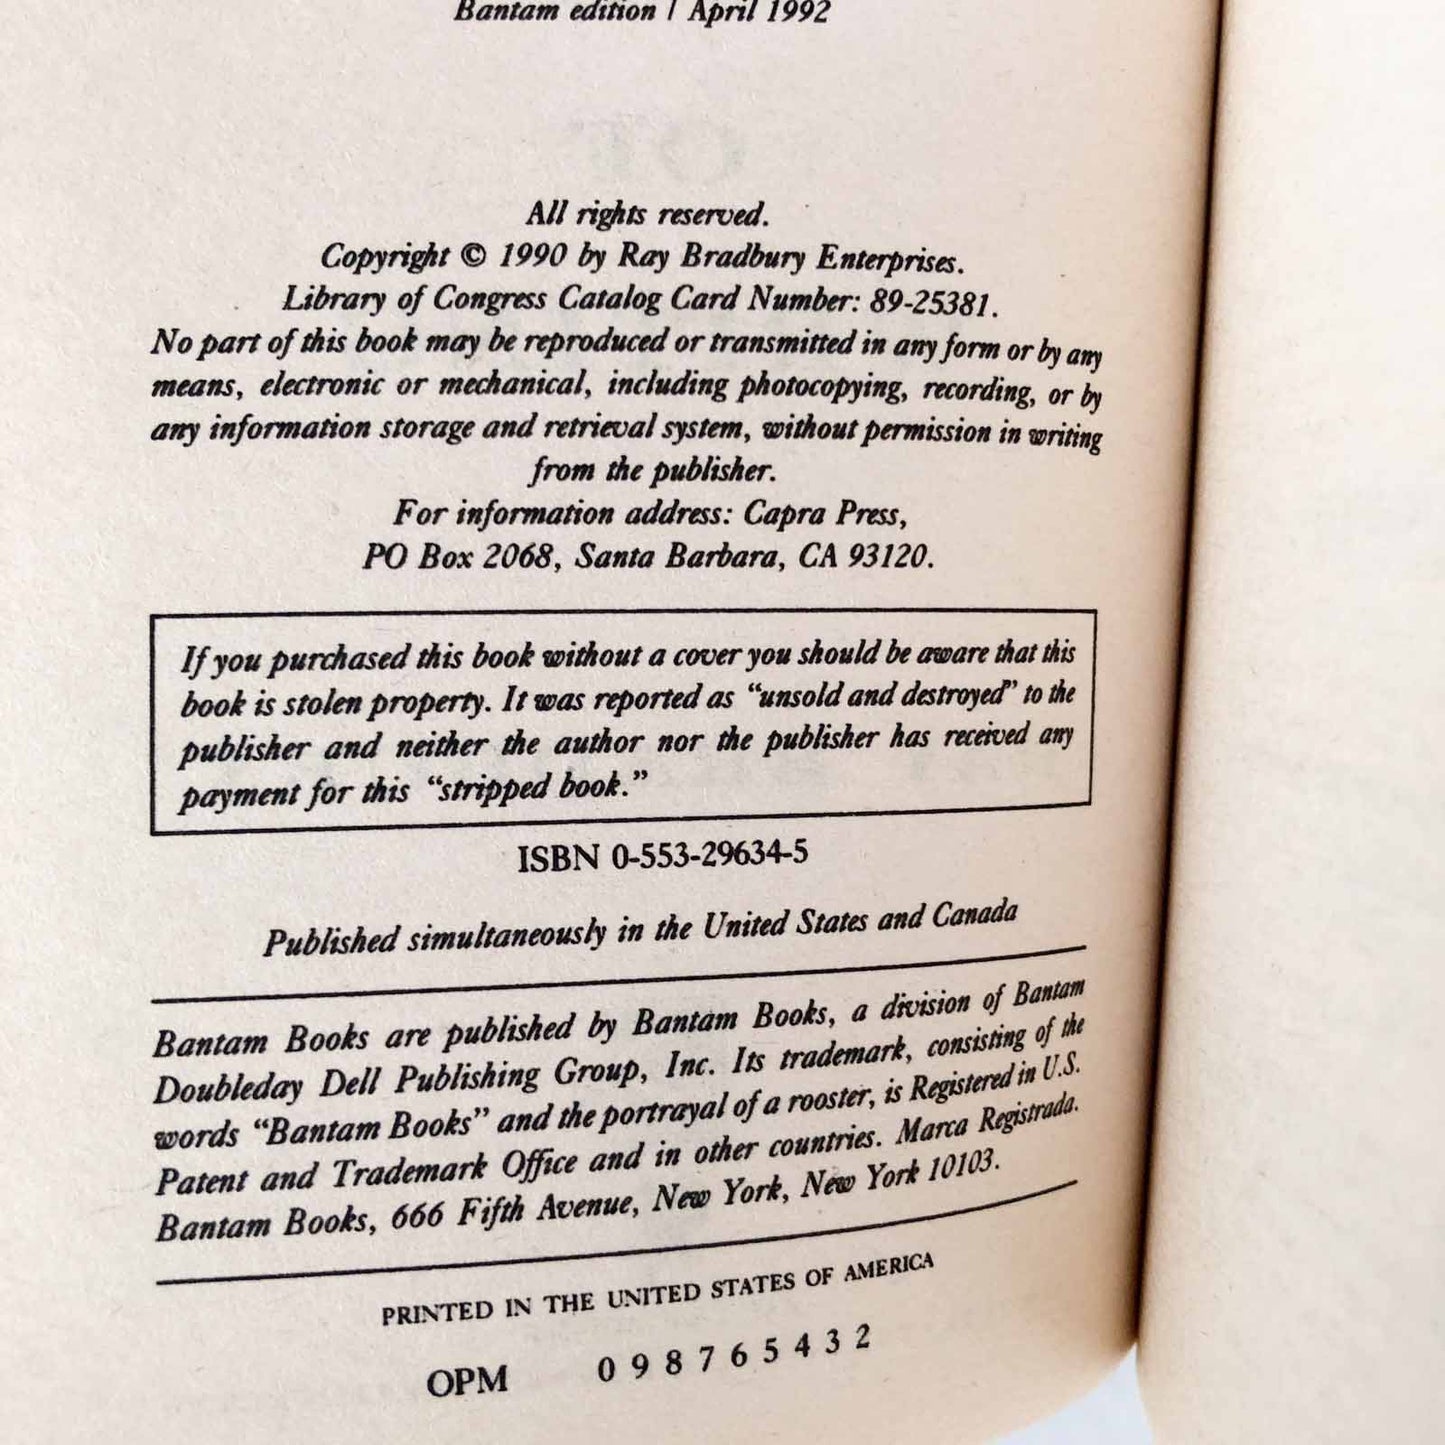 Bantam edition / April 1992
All rights reserved.
Copyright © 1990 by Ray Bradbury Enterprises.
Library of Congress Catalog Card Number: 89-25381.
No part of this book may be reproduced or transmitted in any form or by any
means, electronic or mechanical, including photocopying, recording, or by
any information storage and retrieval system, without permission in writing
from the publisher.
For information address: Capra Press,
PO Box 2068, Santa Barbara, CA 93120.
If you purchased this book without a cover you should be aware that this
book is stolen property. It was reported as “unsold and destroyed” to the
publisher and neither the author nor the publisher has received any
payment for this “stripped book.”
ISBN 0-553-29634-5
Published simultaneously in the United States and Canada
Bantam Books are published by Bantam Books, a division of Bantam
Doubleday Dell Publishing Group, Inc. Its trademark, consisting of the
words “Bantam Books” and the portrayal of a rooster, is Registered in U.S.
Patent and Trademark Office and in other countries. Marca Registrada.
Bantam Books, 666 Fifth Avenue, New York, New York 10103.
PRINTED IN THE UNITED STATES OF AMERICA
OPM 0 9 8 7 6 5 4 3 2